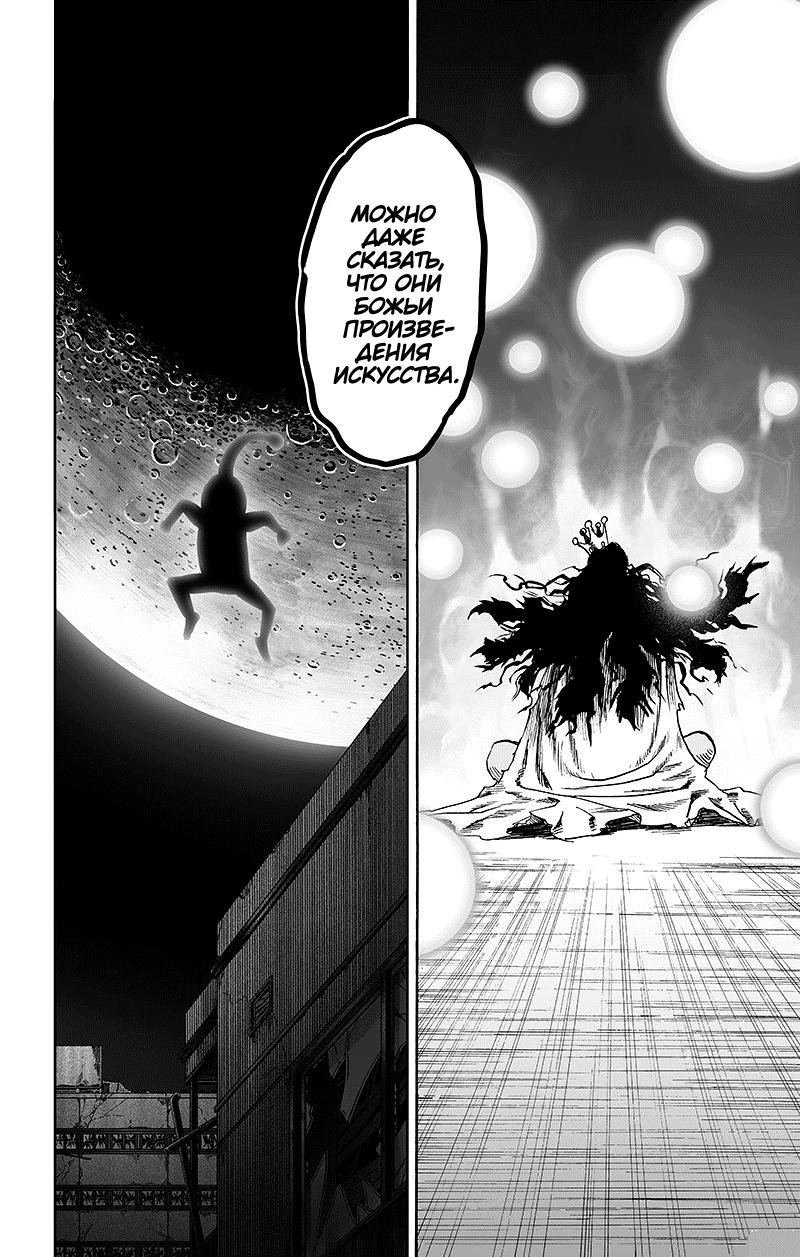 МОЖНО
ДАЖЕ
СКАЗАТЬ,
ЧТО ОНИ
БОЖЬИ
ПРОИЗВЕ-
ДЕНИЯ
ИСКУССТВА.